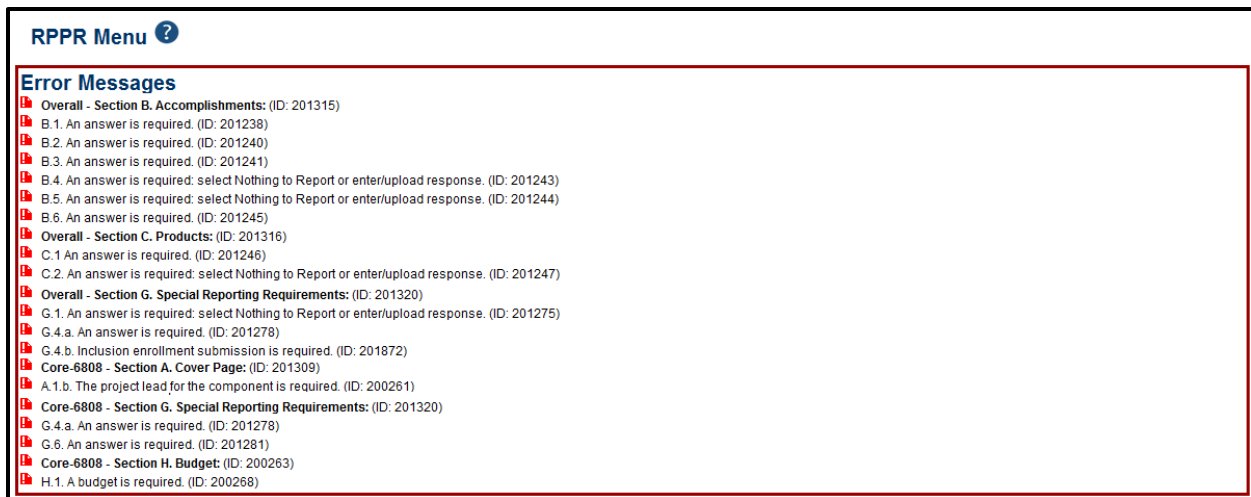 RPPR Menu ?
Error Messages
Overall - Section B. Accomplishments: (ID: 201315)
B.1. An answer is required. (ID: 201238)
B.2. An answer is required. (ID: 201240)
B.3. An answer is required. (ID: 201241)
B.4. An answer is required: select Nothing to Report or enter/upload response. (ID: 201243)
B.5. An answer is required: select Nothing to Report or enter/upload response. (ID: 201244)
B.6. An answer is required. (ID: 201245)
Overall - Section C. Products: (ID: 201316)
C.1 An answer is required. (ID: 201246)
C.2. An answer is required: select Nothing to Report or enter/upload response. (ID: 201247)
Overall - Section G. Special Reporting Requirements: (ID: 201320)
G.1. An answer is required: select Nothing to Report or enter/upload response. (ID: 201275)
G.4.a. An answer is required. (ID: 201278)
G.4.b. Inclusion enrollment submission is required. (ID: 201872)
Core-6808 - Section A. Cover Page: (ID: 201309)
A.1.b. The project lead for the component is required. (ID: 200261)
Core-6808 - Section G. Special Reporting Requirements: (ID: 201320)
G.4.a. An answer is required. (ID: 201278)
G.6. An answer is required. (ID: 201281)
Core-6808 - Section H. Budget: (ID: 200263)
H.1. A budget is required. (ID: 200268)